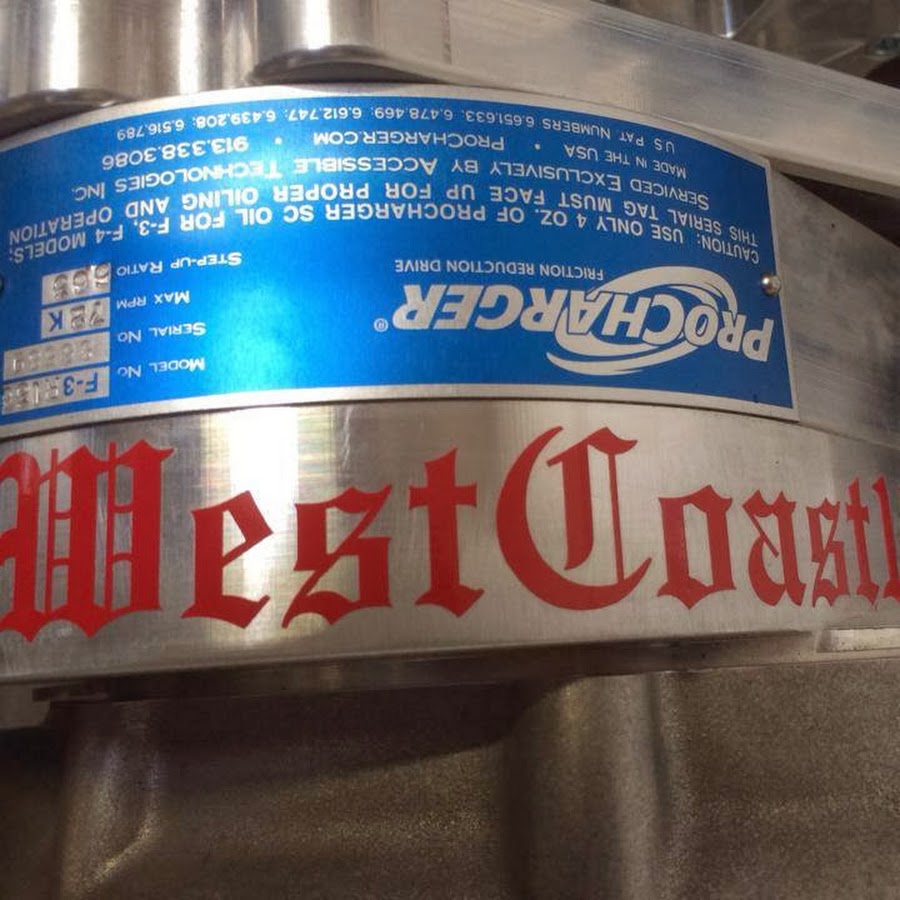 PROCHARGER®
FRICTION REDUCTION DRIVE
MODEL NO
SERIAL NO
MAX RPM 72K
STEP-UP RATIO
CAUTION: USE ONLY 4 OZ. OF PROCHARGER SC OIL FOR F-3, F-4 MODELS;
THIS SERIAL TAG MUST FACE UP FOR PROPER OILING AND OPERATION
SERVICED EXCLUSIVELY BY ACCESSIBLE TECHNOLOGIES INC.
MADE IN THE USA • PROCHARGER.COM • 913.338.3086
U S PAT NUMBERS 6,651,633; 6,478,469; 6,612,747; 6,439,208; 6,516,789
West Coast